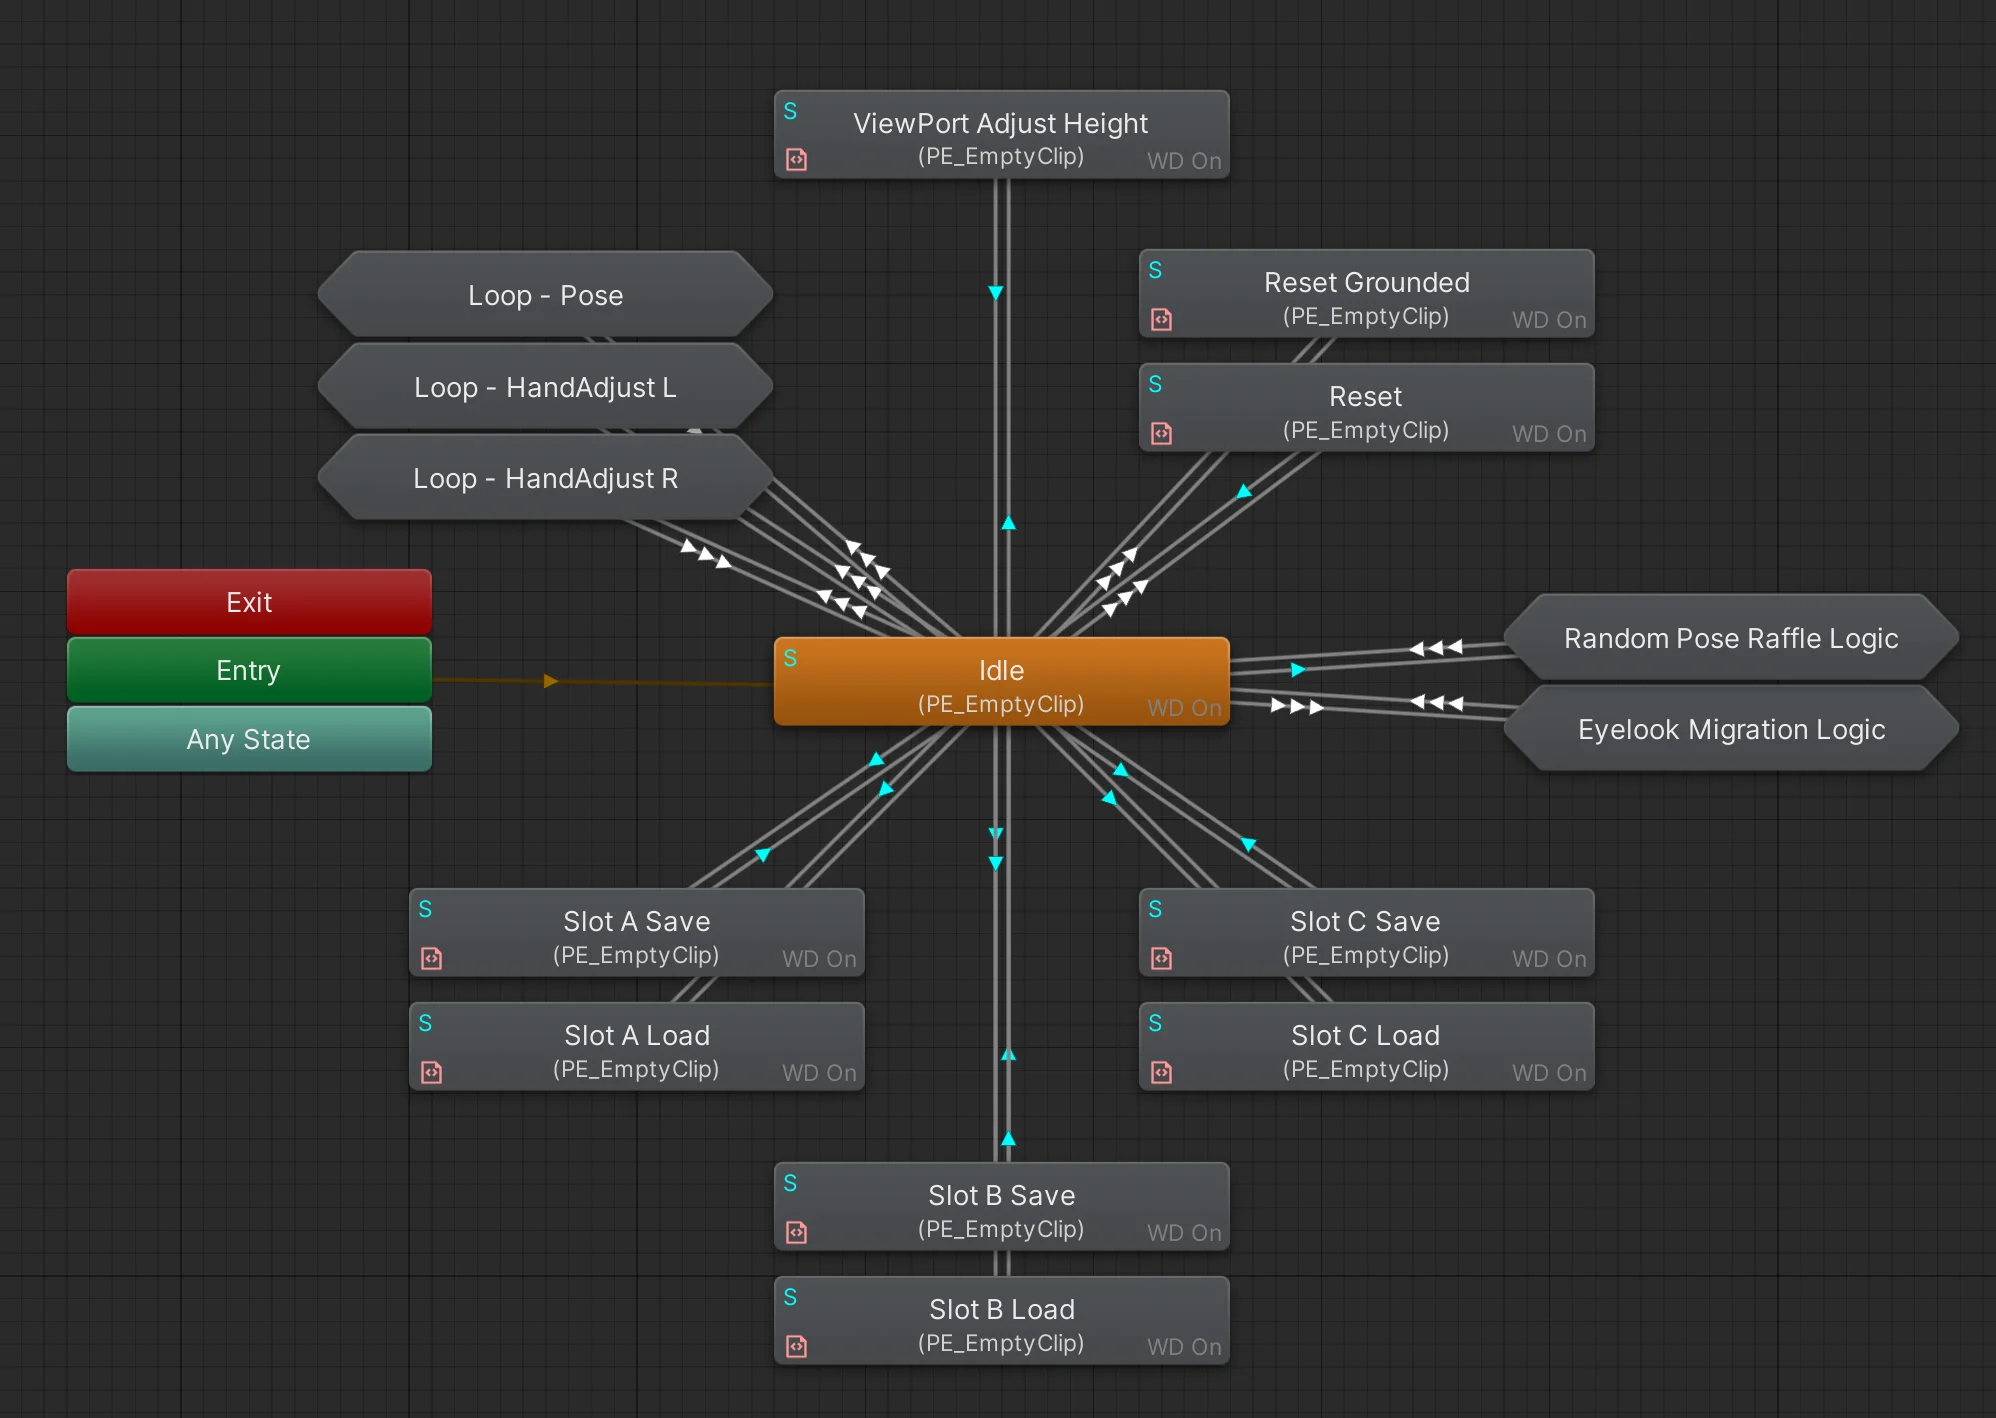 S
ViewPort Adjust Height
(PE_EmptyClip)
WD On
Loop - Pose
S
Reset Grounded
(PE_EmptyClip)
WD On
Loop - HandAdjust L
S
Reset
(PE_EmptyClip)
WD On
Loop - HandAdjust R
Exit
Entry
Any State
S
Idle
(PE_EmptyClip)
WD On
Random Pose Raffle Logic
Eyelook Migration Logic
S
Slot A Save
(PE_EmptyClip)
WD On
S
Slot C Save
(PE_EmptyClip)
WD On
S
Slot A Load
(PE_EmptyClip)
WD On
S
Slot C Load
(PE_EmptyClip)
WD On
S
Slot B Save
(PE_EmptyClip)
WD On
S
Slot B Load
(PE_EmptyClip)
WD On